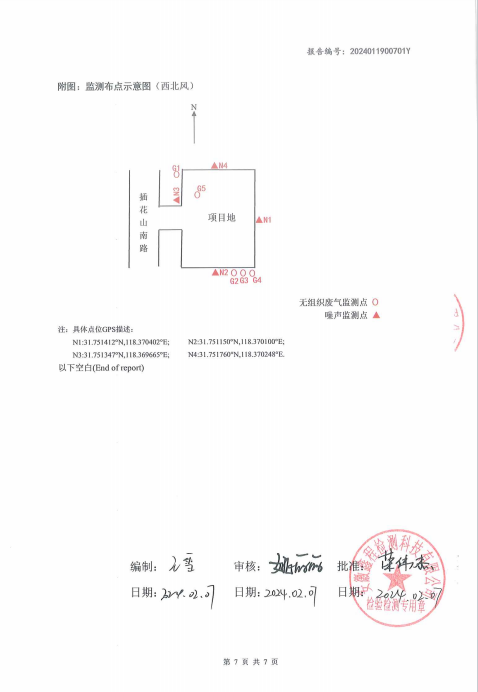 报告编号: 2024011900701Y
附图：监测布点示意图（西北风）
N
G1
▲N4
▲N3
G5
插花山南路
项目地
▲N1
▲N2
G2G3 G4
无组织废气监测点 O
噪声监测点 ▲
注：具体点位GPS描述:
N1:31.751412°N,118.370402°E; N2:31.751150°N,118.370100°E;
N3:31.751347°N,118.369665°E; N4:31.751760°N,118.370248°E.
以下空白(End of report)
编制: 审核: 批准:
日期: 2024.02.07 日期: 2024.02.07 日期: 2024.02.07
检验检测专用章
第 7 页 共 7 页